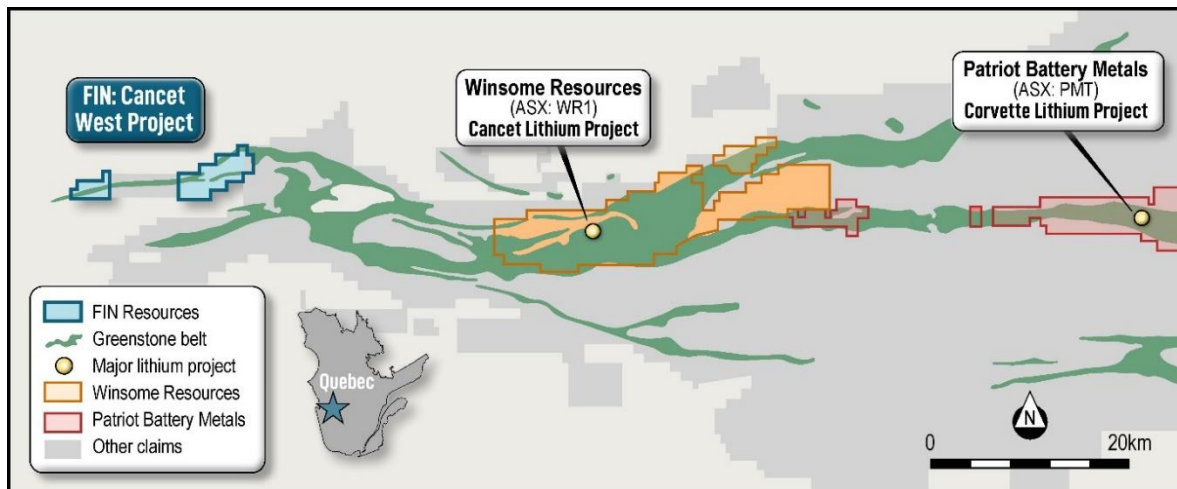 FIN: Cancet
West Project
Winsome Resources
(ASX: WR1)
Cancet Lithium Project
Patriot Battery Metals
(ASX: PMT)
Corvette Lithium Project
FIN Resources
Greenstone belt
Major lithium project
Winsome Resources
Patriot Battery Metals
Other claims
Quebec
N
0 20km